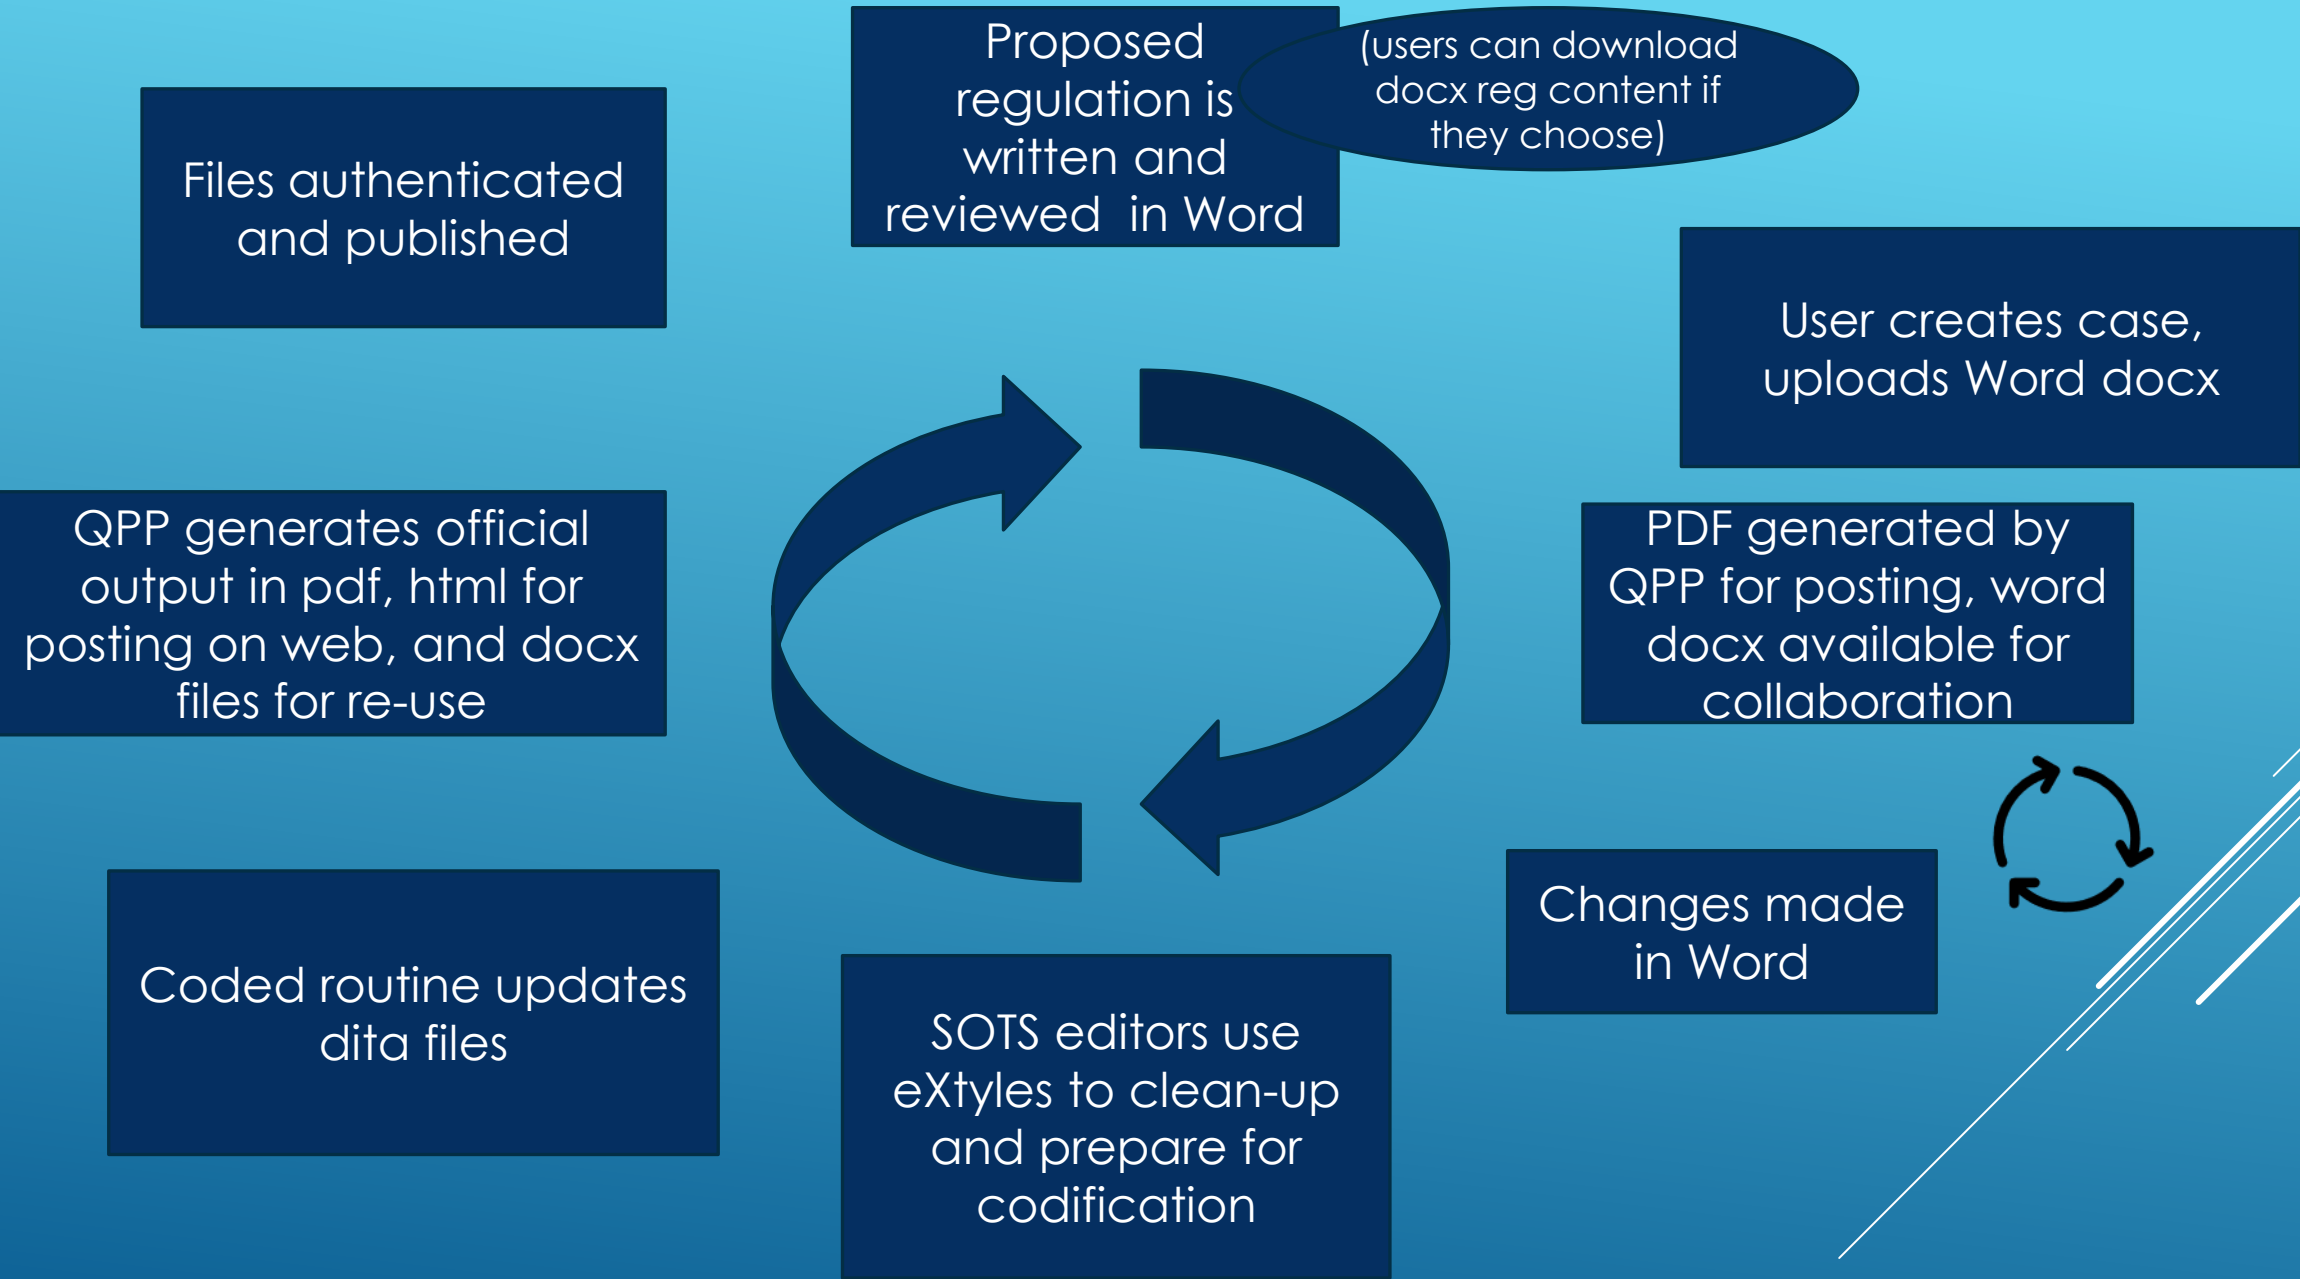 Proposed
regulation is
written and
reviewed  in Word
(users can download
docx reg content if
they choose)
User creates case,
uploads Word docx
PDF generated by
QPP for posting, word
docx available for
collaboration
Changes made
in Word
SOTS editors use
eXtyles to clean-up
and prepare for
codification
Coded routine updates
dita files
QPP generates official
output in pdf, html for
posting on web, and docx
files for re-use
Files authenticated
and published